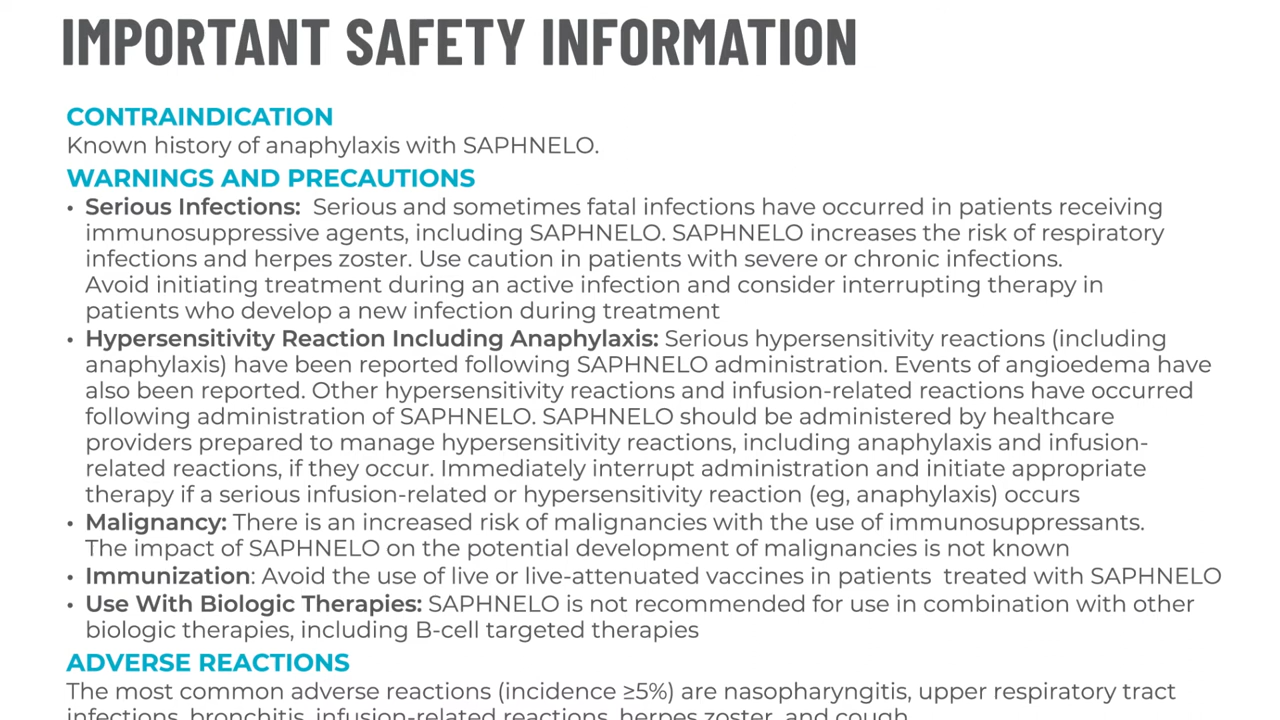 IMPORTANT SAFETY INFORMATION
CONTRAINDICATION
Known history of anaphylaxis with SAPHNELO.
WARNINGS AND PRECAUTIONS
• Serious Infections:  Serious and sometimes fatal infections have occurred in patients receiving
immunosuppressive agents, including SAPHNELO. SAPHNELO increases the risk of respiratory
infections and herpes zoster. Use caution in patients with severe or chronic infections.
Avoid initiating treatment during an active infection and consider interrupting therapy in
patients who develop a new infection during treatment
• Hypersensitivity Reaction Including Anaphylaxis: Serious hypersensitivity reactions (including
anaphylaxis) have been reported following SAPHNELO administration. Events of angioedema have
also been reported. Other hypersensitivity reactions and infusion-related reactions have occurred
following administration of SAPHNELO. SAPHNELO should be administered by healthcare
providers prepared to manage hypersensitivity reactions, including anaphylaxis and infusion-
related reactions, if they occur. Immediately interrupt administration and initiate appropriate
therapy if a serious infusion-related or hypersensitivity reaction (eg, anaphylaxis) occurs
• Malignancy: There is an increased risk of malignancies with the use of immunosuppressants.
The impact of SAPHNELO on the potential development of malignancies is not known
• Immunization: Avoid the use of live or live-attenuated vaccines in patients  treated with SAPHNELO
• Use With Biologic Therapies: SAPHNELO is not recommended for use in combination with other
biologic therapies, including B-cell targeted therapies
ADVERSE REACTIONS
The most common adverse reactions (incidence ≥5%) are nasopharyngitis, upper respiratory tract
infections, bronchitis, infusion-related reactions, herpes zoster, and cough